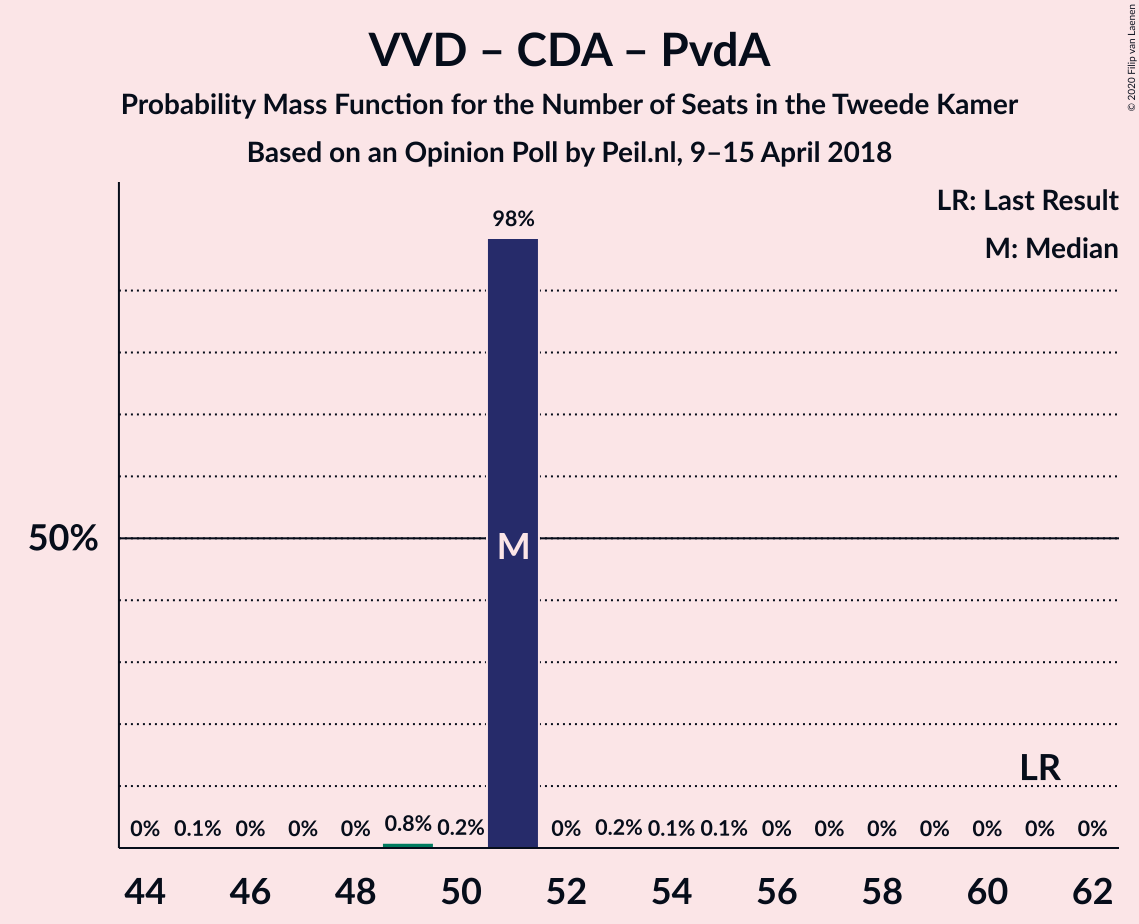 VVD – CDA – PvdA
Probability Mass Function for the Number of Seats in the Tweede Kamer
Based on an Opinion Poll by Peil.nl, 9–15 April 2018
© 2020 Filip van Laenen
LR: Last Result
M: Median
98%
50%
M
LR
0% 0.1% 0% 0% 0% 0.8% 0.2% 0% 0.2% 0.1% 0.1% 0% 0% 0% 0% 0% 0% 0%
44 46 48 50 52 54 56 58 60 62